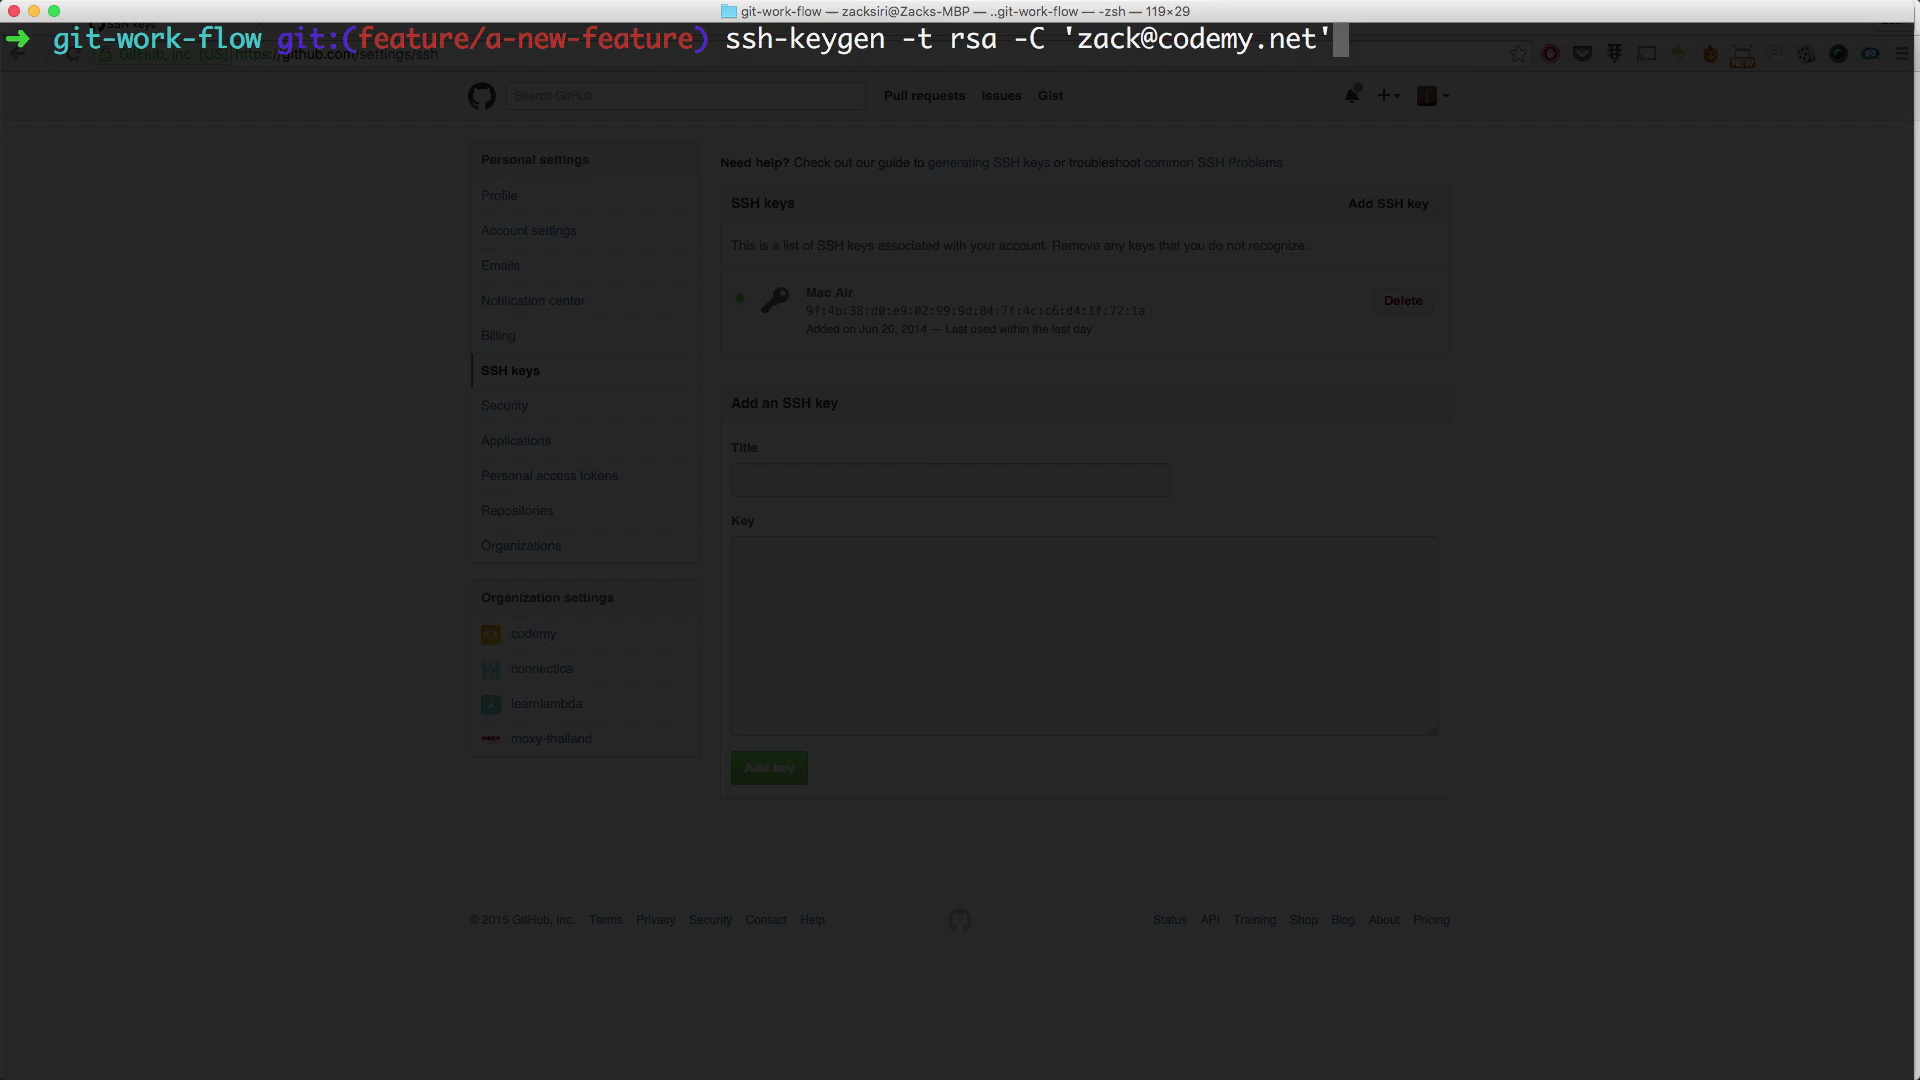 git-work-flow — zacksiri@Zacks-MBP — ..git-work-flow — -zsh — 119×29
➜ git-work-flow git:(feature/a-new-feature) ssh-keygen -t rsa -C 'zack@codemy.net'
GitHub, Inc. [US] https://github.com/settings/ssh
NEW
Search GitHub
Pull requests Issues Gist
Personal settings
Profile
Account settings
Emails
Notification center
Billing
SSH keys
Security
Applications
Personal access tokens
Repositories
Organizations
Organization settings
codemy
connectica
learnlambda
moxy-thailand
Need help? Check out our guide to generating SSH keys or troubleshoot common SSH Problems
SSH keys
Add SSH key
This is a list of SSH keys associated with your account. Remove any keys that you do not recognize.
Mac Air
9f:4b:38:d0:e9:02:99:9d:84:7f:4c:c6:d4:1f:72:1a
Added on Jun 20, 2014 — Last used within the last day
Delete
Add an SSH key
Title
Key
Add key
© 2015 GitHub, Inc. Terms Privacy Security Contact Help
Status API Training Shop Blog About Pricing